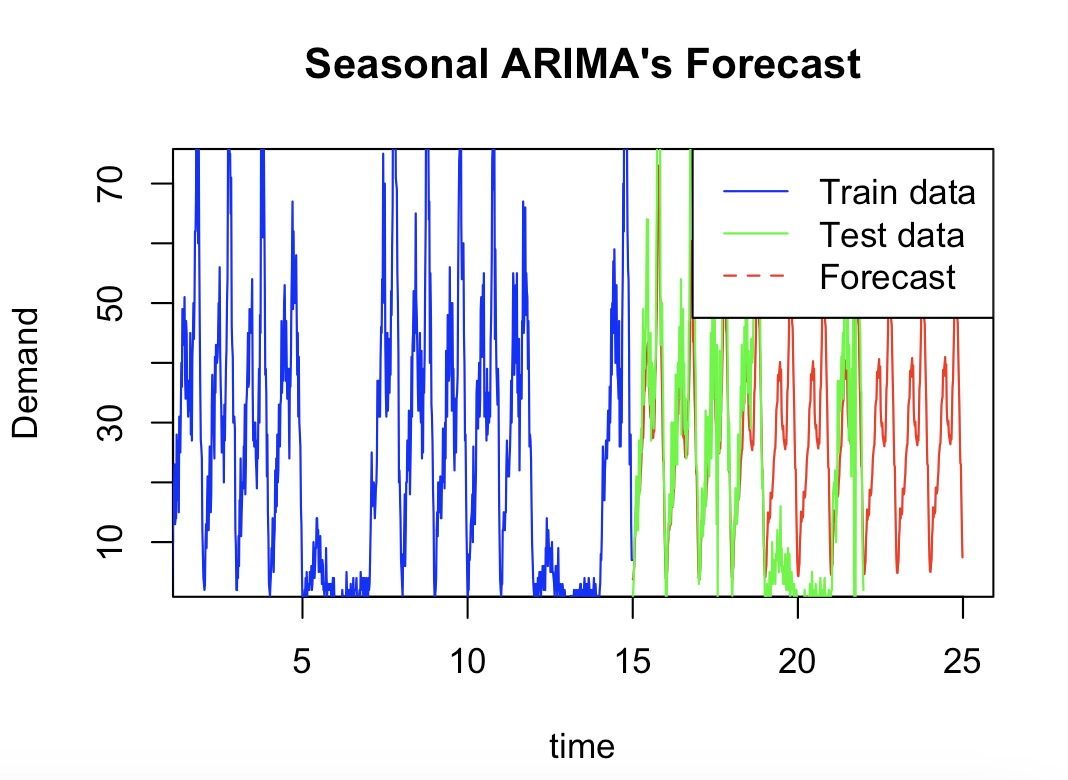 Seasonal ARIMA's Forecast
Demand
70
50
30
10
Train data
Test data
Forecast
5 10 15 20 25
time